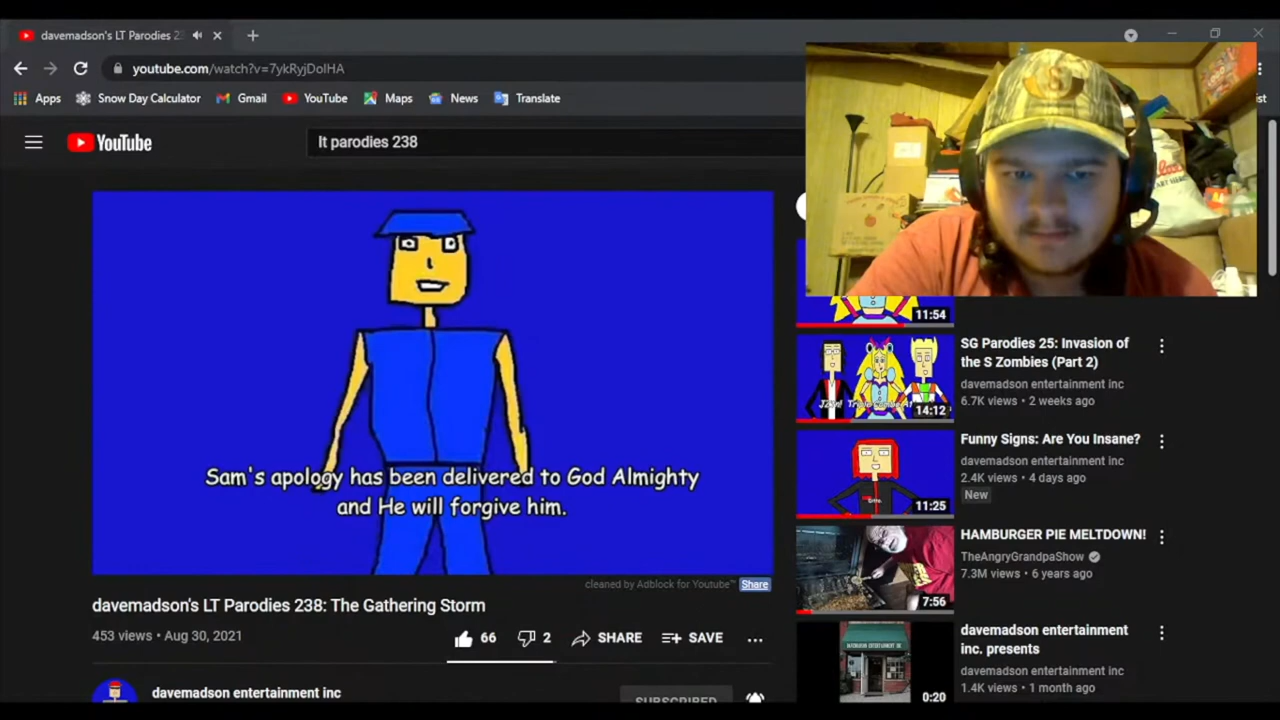 davemadson's LT Parodies 23
youtube.com/watch?v=7ykRyjDolHA
Apps Snow Day Calculator Gmail YouTube Maps News Translate
YouTube
lt parodies 238
Sam's apology has been delivered to God Almighty
and He will forgive him.
cleaned by Adblock for Youtube™ Share
davemadson's LT Parodies 238: The Gathering Storm
453 views • Aug 30, 2021
66 2 SHARE SAVE
davemadson entertainment inc
SUBSCRIBED
11:54
SG Parodies 25: Invasion of
the S Zombies (Part 2)
davemadson entertainment inc
6.7K views • 2 weeks ago
14:12
Funny Signs: Are You Insane?
davemadson entertainment inc
2.4K views • 4 days ago
New
11:25
HAMBURGER PIE MELTDOWN!
TheAngryGrandpaShow
7.3M views • 6 years ago
7:56
davemadson entertainment
inc. presents
davemadson entertainment inc
1.4K views • 1 month ago
0:20